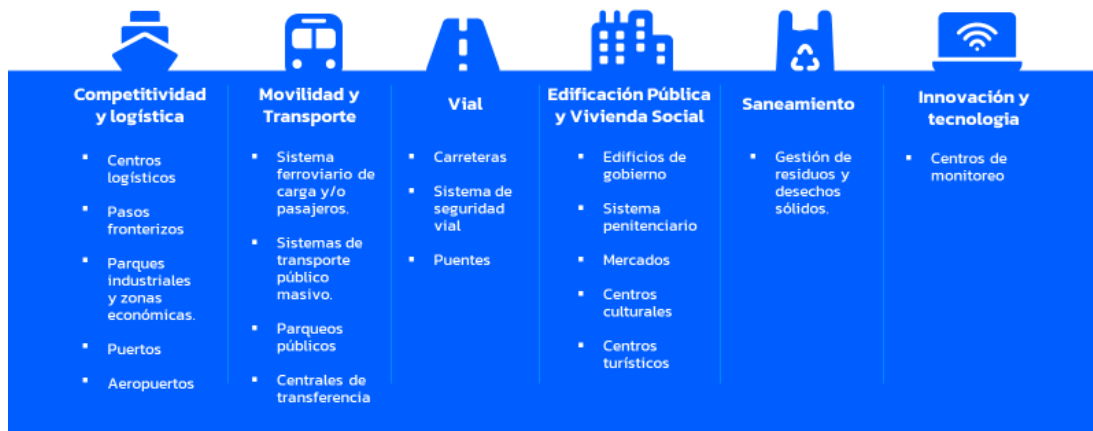 Competitividad
y logística
▪ Centros
logísticos
▪ Pasos
fronterizos
▪ Parques
industriales
y zonas
económicas.
▪ Puertos
▪ Aeropuertos
Movilidad y
Transporte
▪ Sistema
ferroviario de
carga y/o
pasajeros.
▪ Sistemas de
transporte
público
masivo.
▪ Parqueos
públicos
▪ Centrales de
transferencia
Vial
▪ Carreteras
▪ Sistema de
seguridad
vial
▪ Puentes
Edificación Pública
y Vivienda Social
▪ Edificios de
gobierno
▪ Sistema
penitenciario
▪ Mercados
▪ Centros
culturales
▪ Centros
turísticos
Saneamiento
▪ Gestión de
residuos y
desechos
sólidos.
Innovación y
tecnologia
▪ Centros de
monitoreo